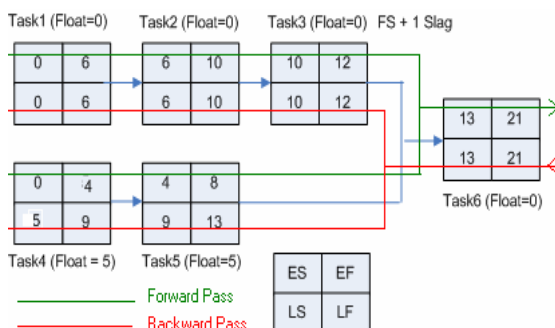 Task1 (Float=0) Task2 (Float=0) Task3 (Float=0) FS + 1 Slag
0 6 6 10 10 12
0 6 6 10 10 12
13 21
13 21
Task6 (Float=0)
0 4 4 8
5 9 9 13
Task4 (Float = 5) Task5 (Float=5)
ES EF
LS LF
Forward Pass
Backward Pass